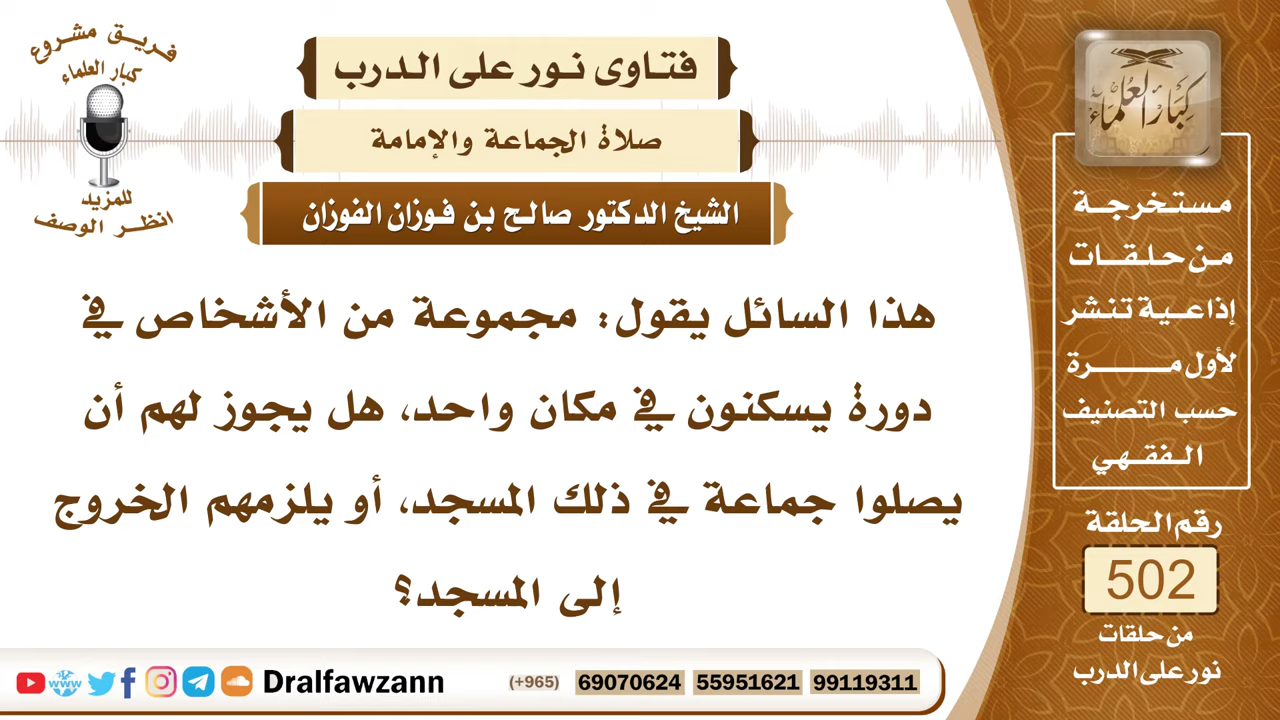 فريق مشروع
كبار العلماء
للمزيد
انظر الوصف
فتاوى نور على الدرب
صلاة الجماعة والإمامة
الشيخ الدكتور صالح بن فوزان الفوزان
هذا السائل يقول: مجموعة من الأشخاص في
دورة يسكنون في مكان واحد، هل يجوز لهم أن
يصلوا جماعة في ذلك المسجد، أو يلزمهم الخروج
إلى المسجد؟
كبار العلماء
مستخرجة
من حلقات
إذاعية تنشر
لأول مرة
حسب التصنيف
الفقهي
رقم الحلقة
502
من حلقات
نور على الدرب
www Dralfawzann (+965) 69070624 55951621 99119311